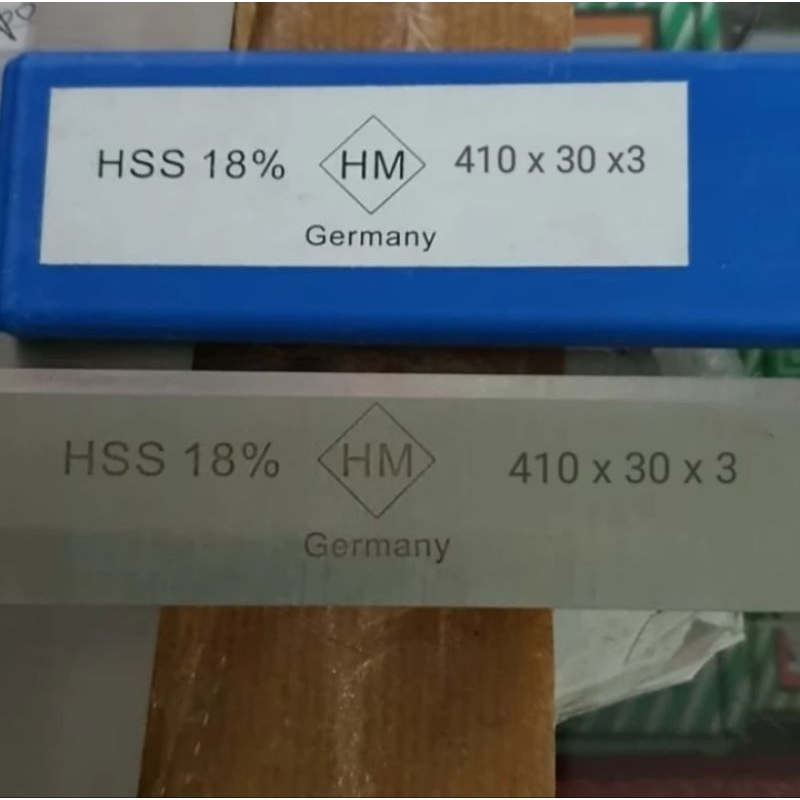 HSS 18% HM 410 x 30 x3
Germany
HSS 18% HM 410 x 30 x 3
Germany